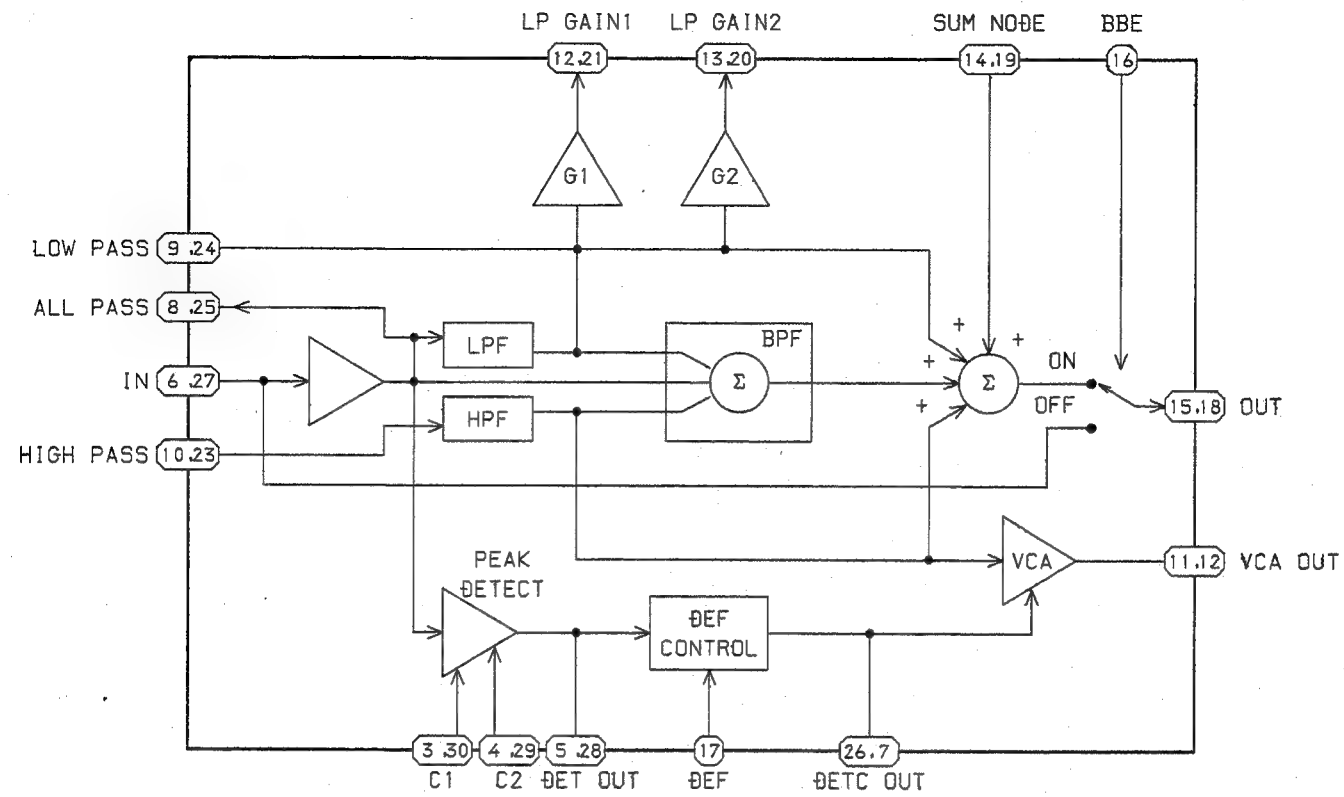 LP GAIN1 LP GAIN2 SUM NODE BBE
12.21 13.20 14.19 16
G1 G2
LOW PASS 9.24
ALL PASS 8.25
LPF BPF
+ + +
ON
IN 6.27 Σ Σ
+
OFF 15.18 OUT
HPF
HIGH PASS 10.23
PEAK
DETECT
VCA 11.12 VCA OUT
DEF
CONTROL
3.30 4.29 5.28 17 26.7
C1 C2 DET OUT DEF DETC OUT